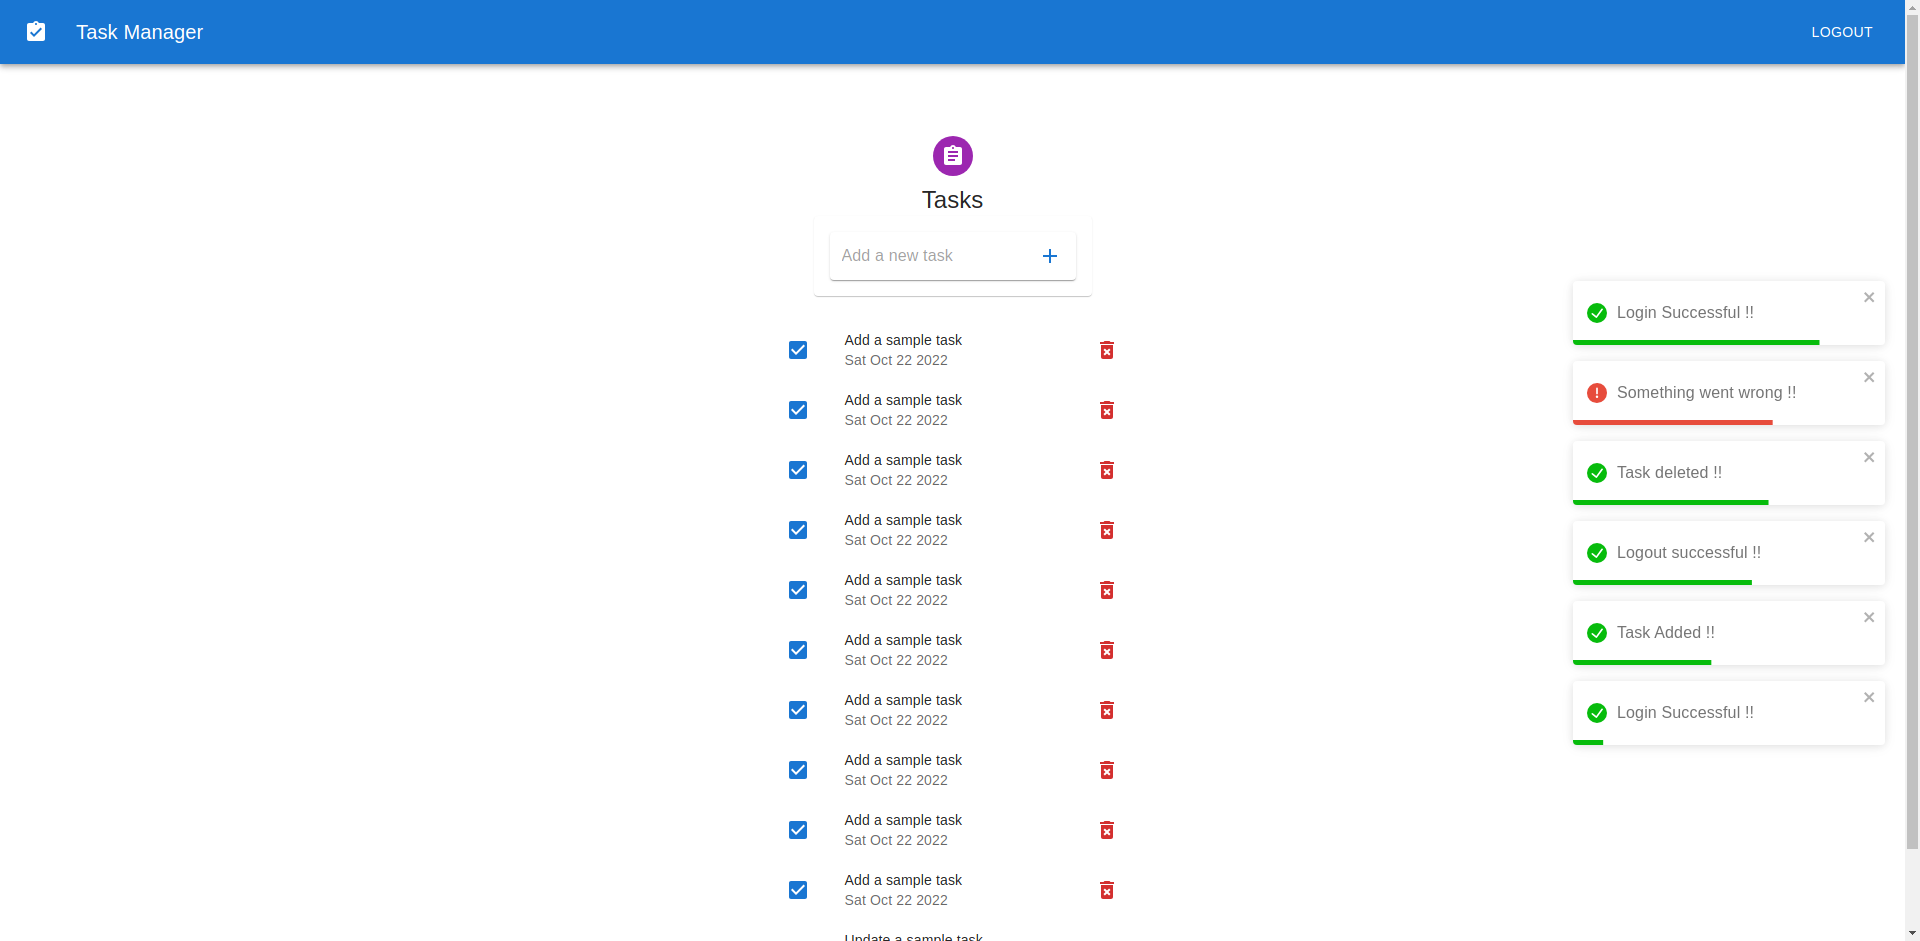 Task Manager
LOGOUT
Tasks
Add a new task
Add a sample task
Sat Oct 22 2022
Add a sample task
Sat Oct 22 2022
Add a sample task
Sat Oct 22 2022
Add a sample task
Sat Oct 22 2022
Add a sample task
Sat Oct 22 2022
Add a sample task
Sat Oct 22 2022
Add a sample task
Sat Oct 22 2022
Add a sample task
Sat Oct 22 2022
Add a sample task
Sat Oct 22 2022
Add a sample task
Sat Oct 22 2022
Update a sample task
Login Successful !!
Something went wrong !!
Task deleted !!
Logout successful !!
Task Added !!
Login Successful !!